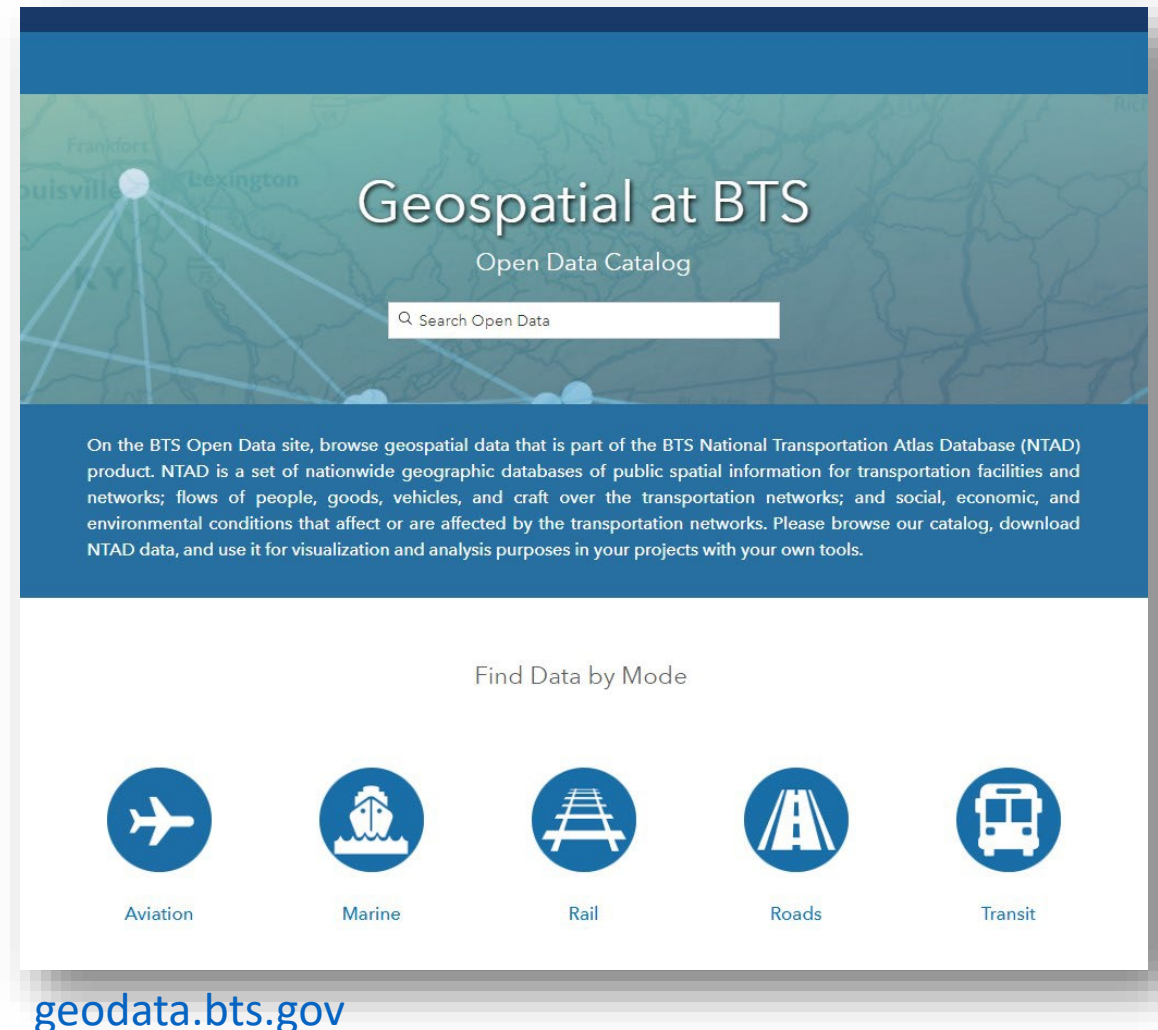 Frankfort
ouisville
Lexington
KY
Geospatial at BTS
Open Data Catalog
Search Open Data
On the BTS Open Data site, browse geospatial data that is part of the BTS National Transportation Atlas Database (NTAD)
product. NTAD is a set of nationwide geographic databases of public spatial information for transportation facilities and
networks; flows of people, goods, vehicles, and craft over the transportation networks; and social, economic, and
environmental conditions that affect or are affected by the transportation networks. Please browse our catalog, download
NTAD data, and use it for visualization and analysis purposes in your projects with your own tools.
Find Data by Mode
Aviation Marine Rail Roads Transit
geodata.bts.gov